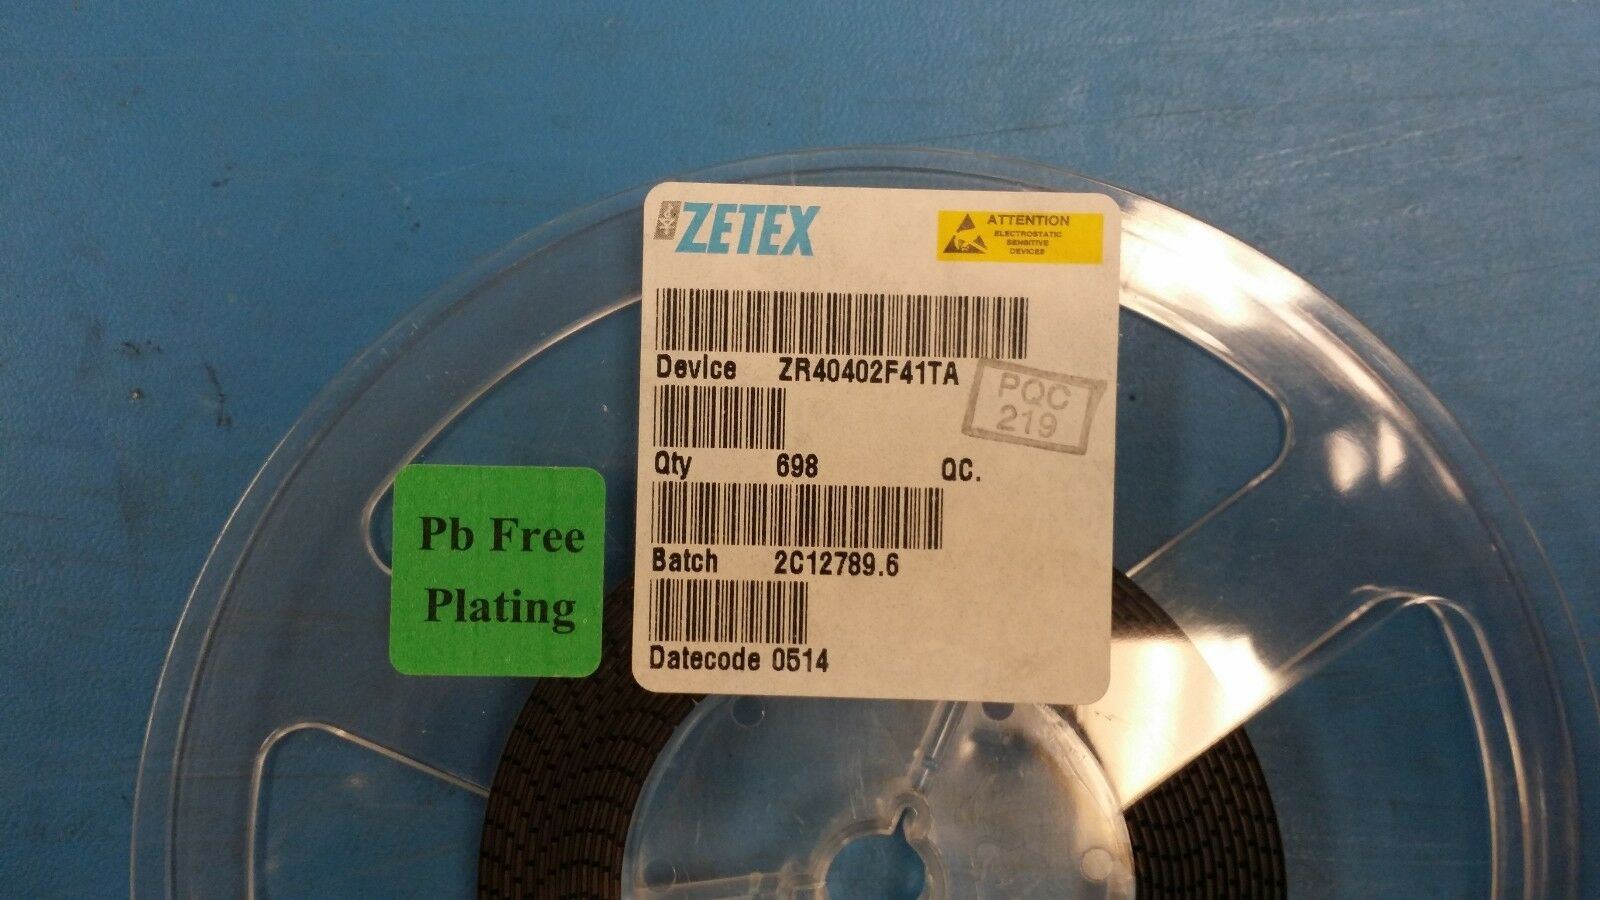 ZETEX
ATTENTION
ELECTROSTATIC
SENSITIVE
DEVICES
Device ZR40402F41TA
PQC
219
Qty 698 QC.
Batch 2C12789.6
Datecode 0514
Pb Free
Plating